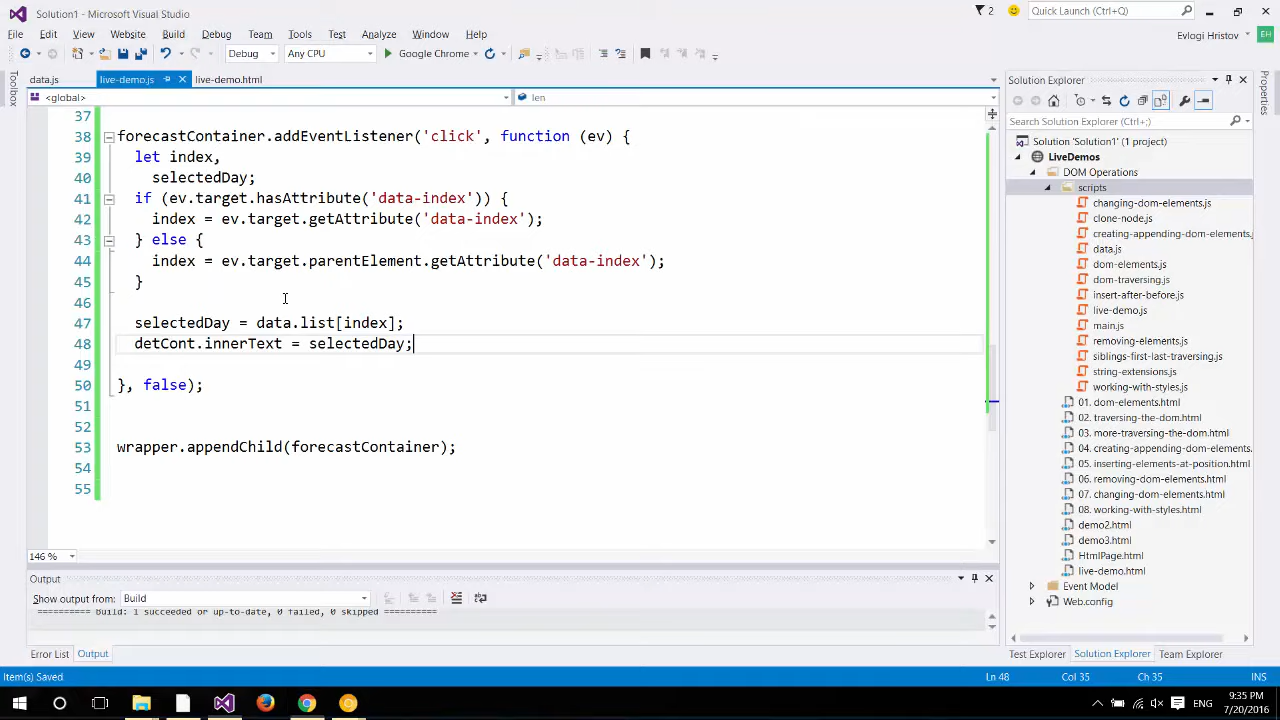 Solution1 - Microsoft Visual Studio
2
Quick Launch (Ctrl+Q)
File Edit View Website Build Debug Team Tools Test Analyze Window Help
Evlogi Hristov EH
Debug Any CPU Google Chrome
Toolbox
data.js live-demo.js live-demo.html
<global> len
37
38 forecastContainer.addEventListener('click', function (ev) {
39 let index,
40 selectedDay;
41 if (ev.target.hasAttribute('data-index')) {
42 index = ev.target.getAttribute('data-index');
43 } else {
44 index = ev.target.parentElement.getAttribute('data-index');
45 }
46
47 selectedDay = data.list[index];
48 detCont.innerText = selectedDay;
49
50 }, false);
51
52
53 wrapper.appendChild(forecastContainer);
54
55
146 %
Output
Show output from: Build
========== Build: 1 succeeded or up-to-date, 0 failed, 0 skipped ==========
Error List Output
Solution Explorer
Properties
Search Solution Explorer (Ctrl+;)
Solution 'Solution1' (1 project)
LiveDemos
DOM Operations
scripts
changing-dom-elements.js
clone-node.js
creating-appending-dom-elements.
data.js
dom-elements.js
dom-traversing.js
insert-after-before.js
live-demo.js
main.js
removing-elements.js
siblings-first-last-traversing.js
string-extensions.js
working-with-styles.js
01. dom-elements.html
02. traversing-the-dom.html
03. more-traversing-the-dom.html
04. creating-appending-dom-elements.
05. inserting-elements-at-position.html
06. removing-dom-elements.html
07. changing-dom-elements.html
08. working-with-styles.html
demo2.html
demo3.html
HtmlPage.html
live-demo.html
Event Model
Web.config
Test Explorer Solution Explorer Team Explorer
Item(s) Saved Ln 48 Col 35 Ch 35 INS
ENG
9:35 PM
7/20/2016